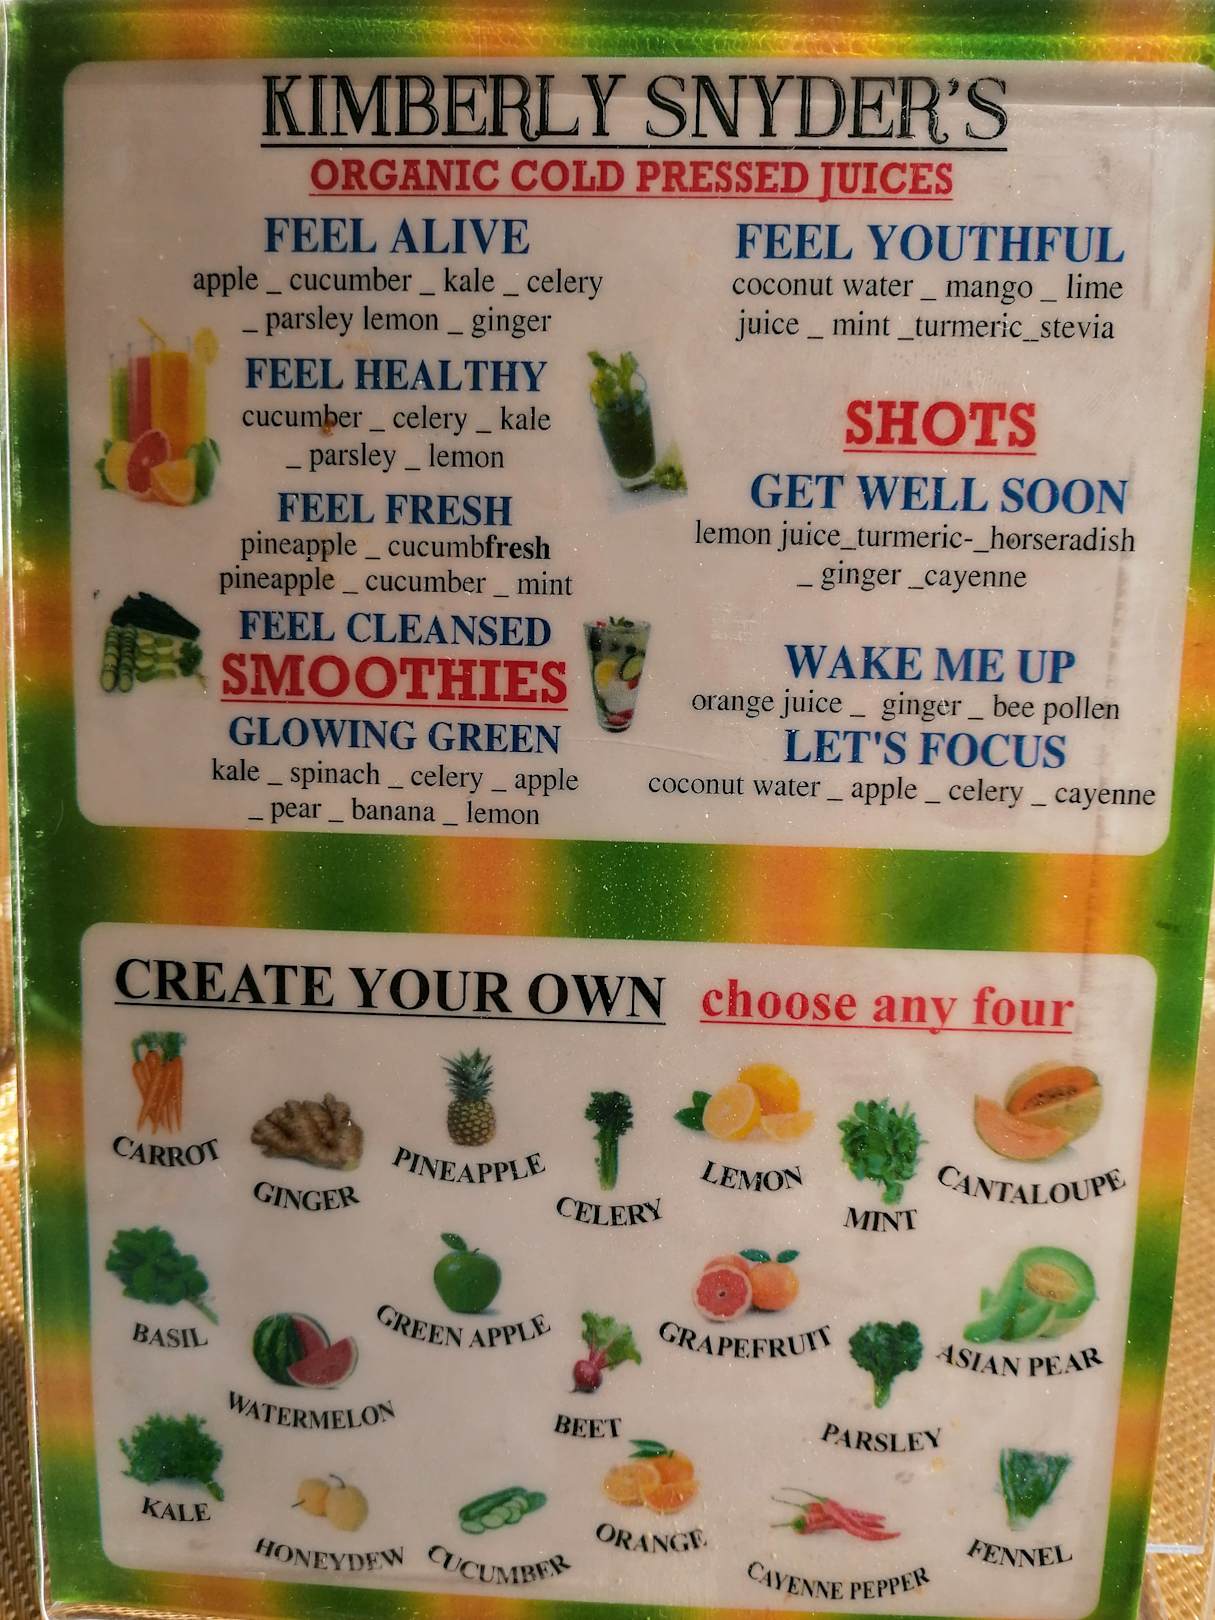 KIMBERLY SNYDER'S
ORGANIC COLD PRESSED JUICES
FEEL ALIVE
apple _ cucumber _ kale _ celery
_ parsley lemon _ ginger
FEEL HEALTHY
cucumber _ celery _ kale
_ parsley _ lemon
FEEL FRESH
pineapple _ cucumbfresh
pineapple _ cucumber _ mint
FEEL CLEANSED
SMOOTHIES
GLOWING GREEN
kale _ spinach _ celery _ apple
_ pear _ banana _ lemon
FEEL YOUTHFUL
coconut water _ mango _ lime
juice _ mint _turmeric_stevia
SHOTS
GET WELL SOON
lemon juice_turmeric-_horseradish
_ ginger _cayenne
WAKE ME UP
orange juice _ ginger _ bee pollen
LET'S FOCUS
coconut water _ apple _ celery _ cayenne
CREATE YOUR OWN choose any four
CARROT
GINGER
PINEAPPLE
CELERY
LEMON
MINT
CANTALOUPE
BASIL
WATERMELON
GREEN APPLE
BEET
GRAPEFRUIT
PARSLEY
ASIAN PEAR
KALE
HONEYDEW
CUCUMBER
ORANGE
CAYENNE PEPPER
FENNEL